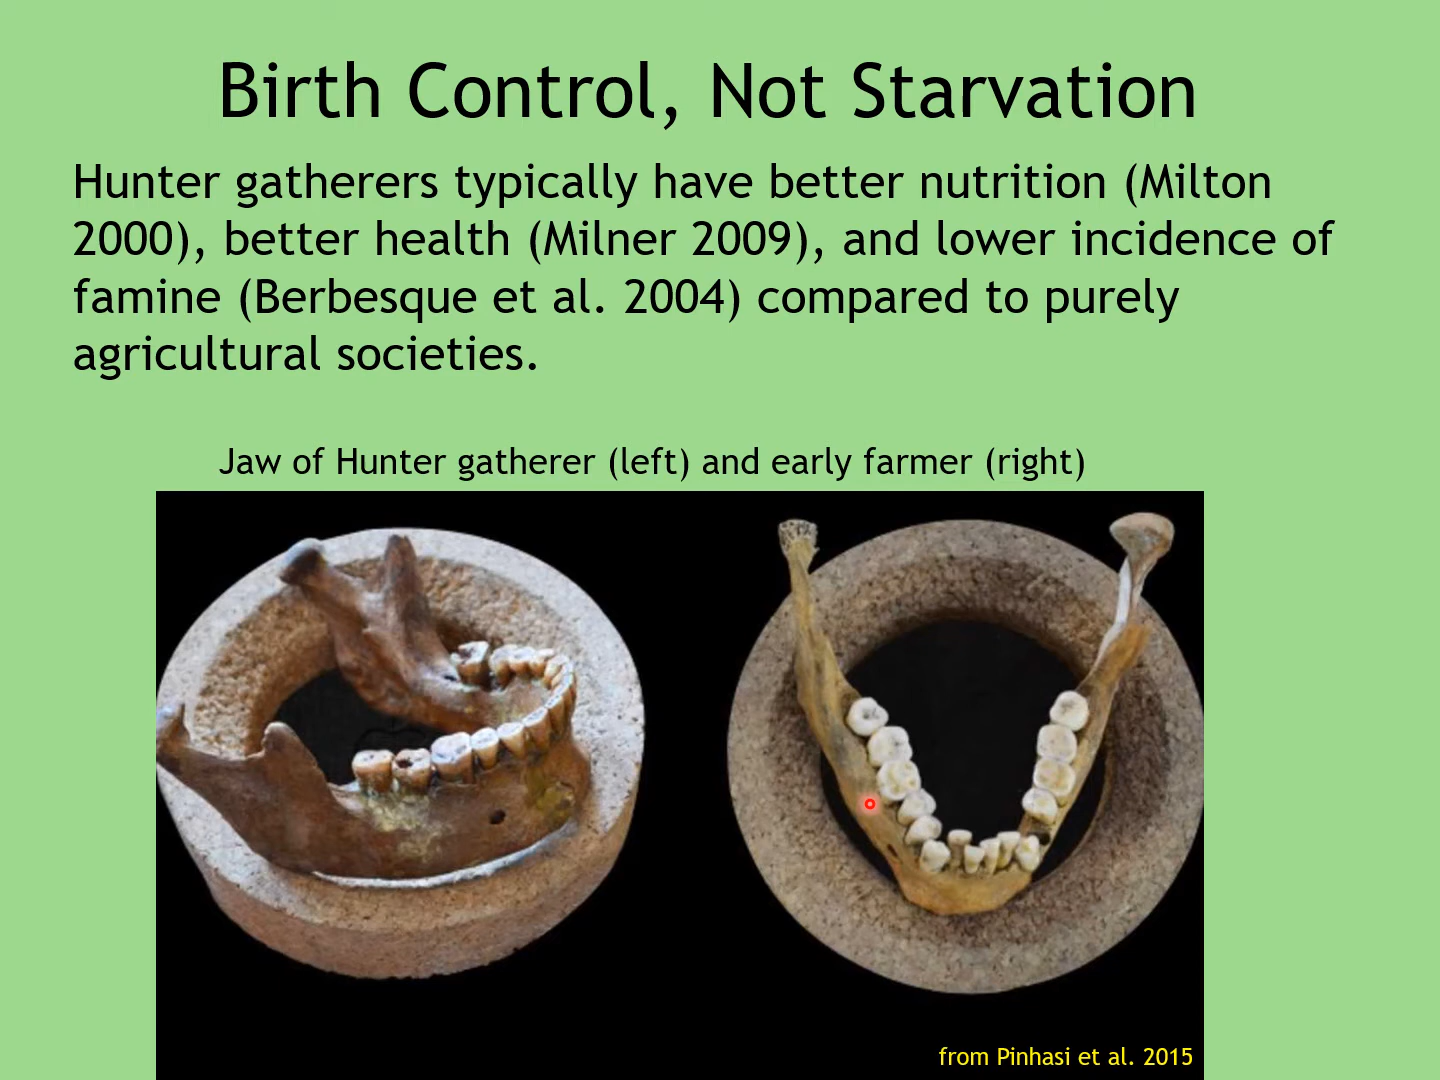 Birth Control, Not Starvation
Hunter gatherers typically have better nutrition (Milton
2000), better health (Milner 2009), and lower incidence of
famine (Berbesque et al. 2004) compared to purely
agricultural societies.
Jaw of Hunter gatherer (left) and early farmer (right)
from Pinhasi et al. 2015